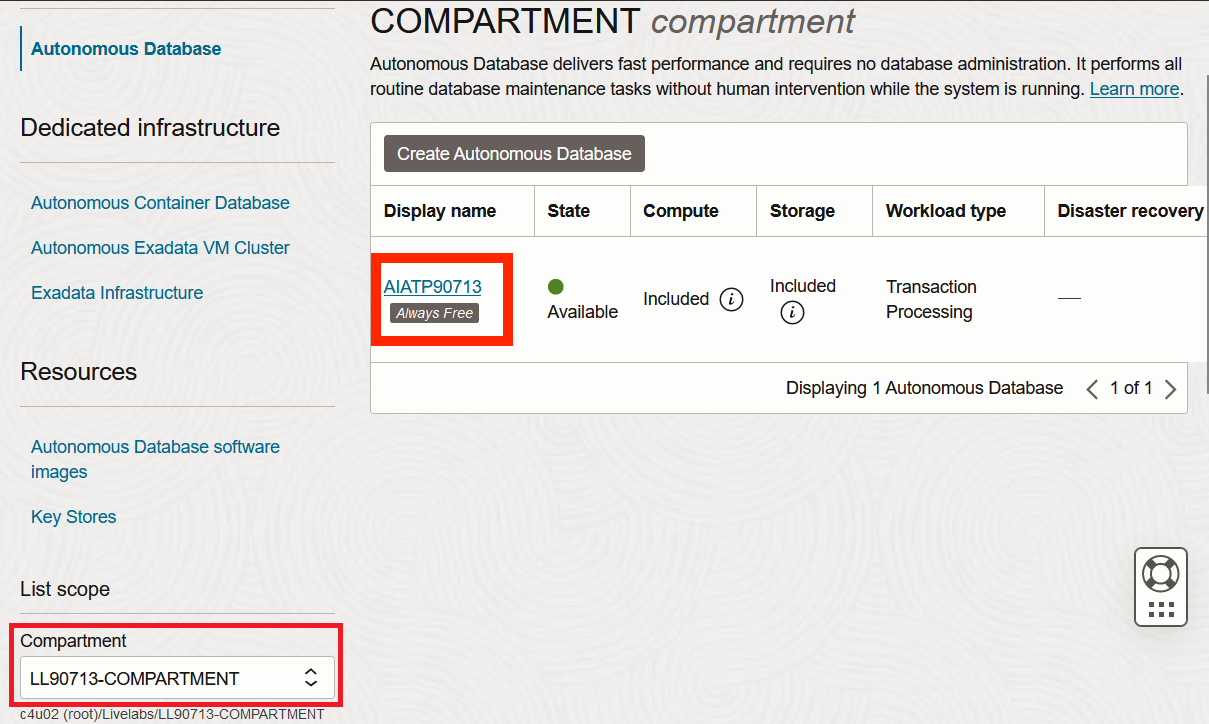 Autonomous Database
Dedicated infrastructure
Autonomous Container Database
Autonomous Exadata VM Cluster
Exadata Infrastructure
Resources
Autonomous Database software
images
Key Stores
List scope
Compartment
LL90713-COMPARTMENT
c4u02 (root)/Livelabs/LL90713-COMPARTMENT
COMPARTMENT compartment
Autonomous Database delivers fast performance and requires no database administration. It performs all
routine database maintenance tasks without human intervention while the system is running. Learn more.
Create Autonomous Database
Display name State Compute Storage Workload type Disaster recovery
AIATP90713
Always Free
Available
Included
Included
Transaction
Processing
—
Displaying 1 Autonomous Database 1 of 1